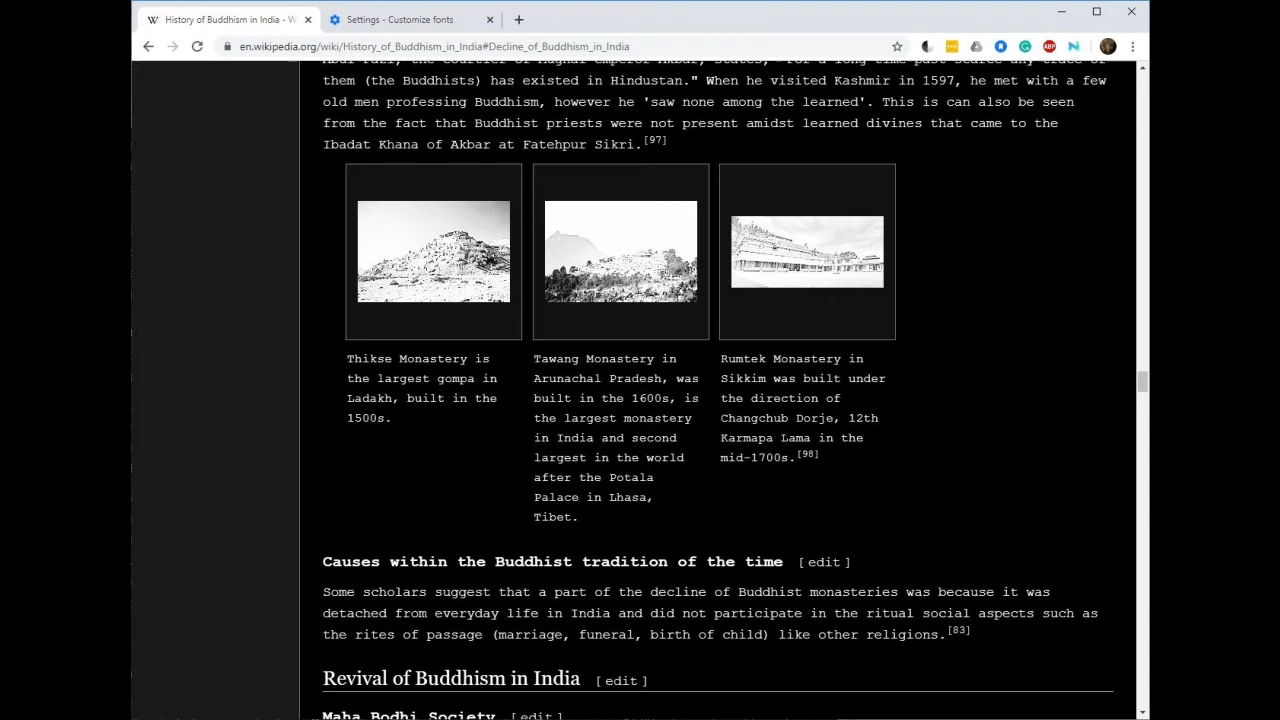 History of Buddhism in India - W
Settings - Customize fonts
en.wikipedia.org/wiki/History_of_Buddhism_in_India#Decline_of_Buddhism_in_India
them (the Buddhists) has existed in Hindustan." When he visited Kashmir in 1597, he met with a few
old men professing Buddhism, however he 'saw none among the learned'. This is can also be seen
from the fact that Buddhist priests were not present amidst learned divines that came to the
Ibadat Khana of Akbar at Fatehpur Sikri.[97]
Thikse Monastery is
the largest gompa in
Ladakh, built in the
1500s.
Tawang Monastery in
Arunachal Pradesh, was
built in the 1600s, is
the largest monastery
in India and second
largest in the world
after the Potala
Palace in Lhasa,
Tibet.
Rumtek Monastery in
Sikkim was built under
the direction of
Changchub Dorje, 12th
Karmapa Lama in the
mid-1700s.[98]
Causes within the Buddhist tradition of the time [edit]
Some scholars suggest that a part of the decline of Buddhist monasteries was because it was
detached from everyday life in India and did not participate in the ritual social aspects such as
the rites of passage (marriage, funeral, birth of child) like other religions.[83]
Revival of Buddhism in India [edit]
Maha Bodhi Society [edit]